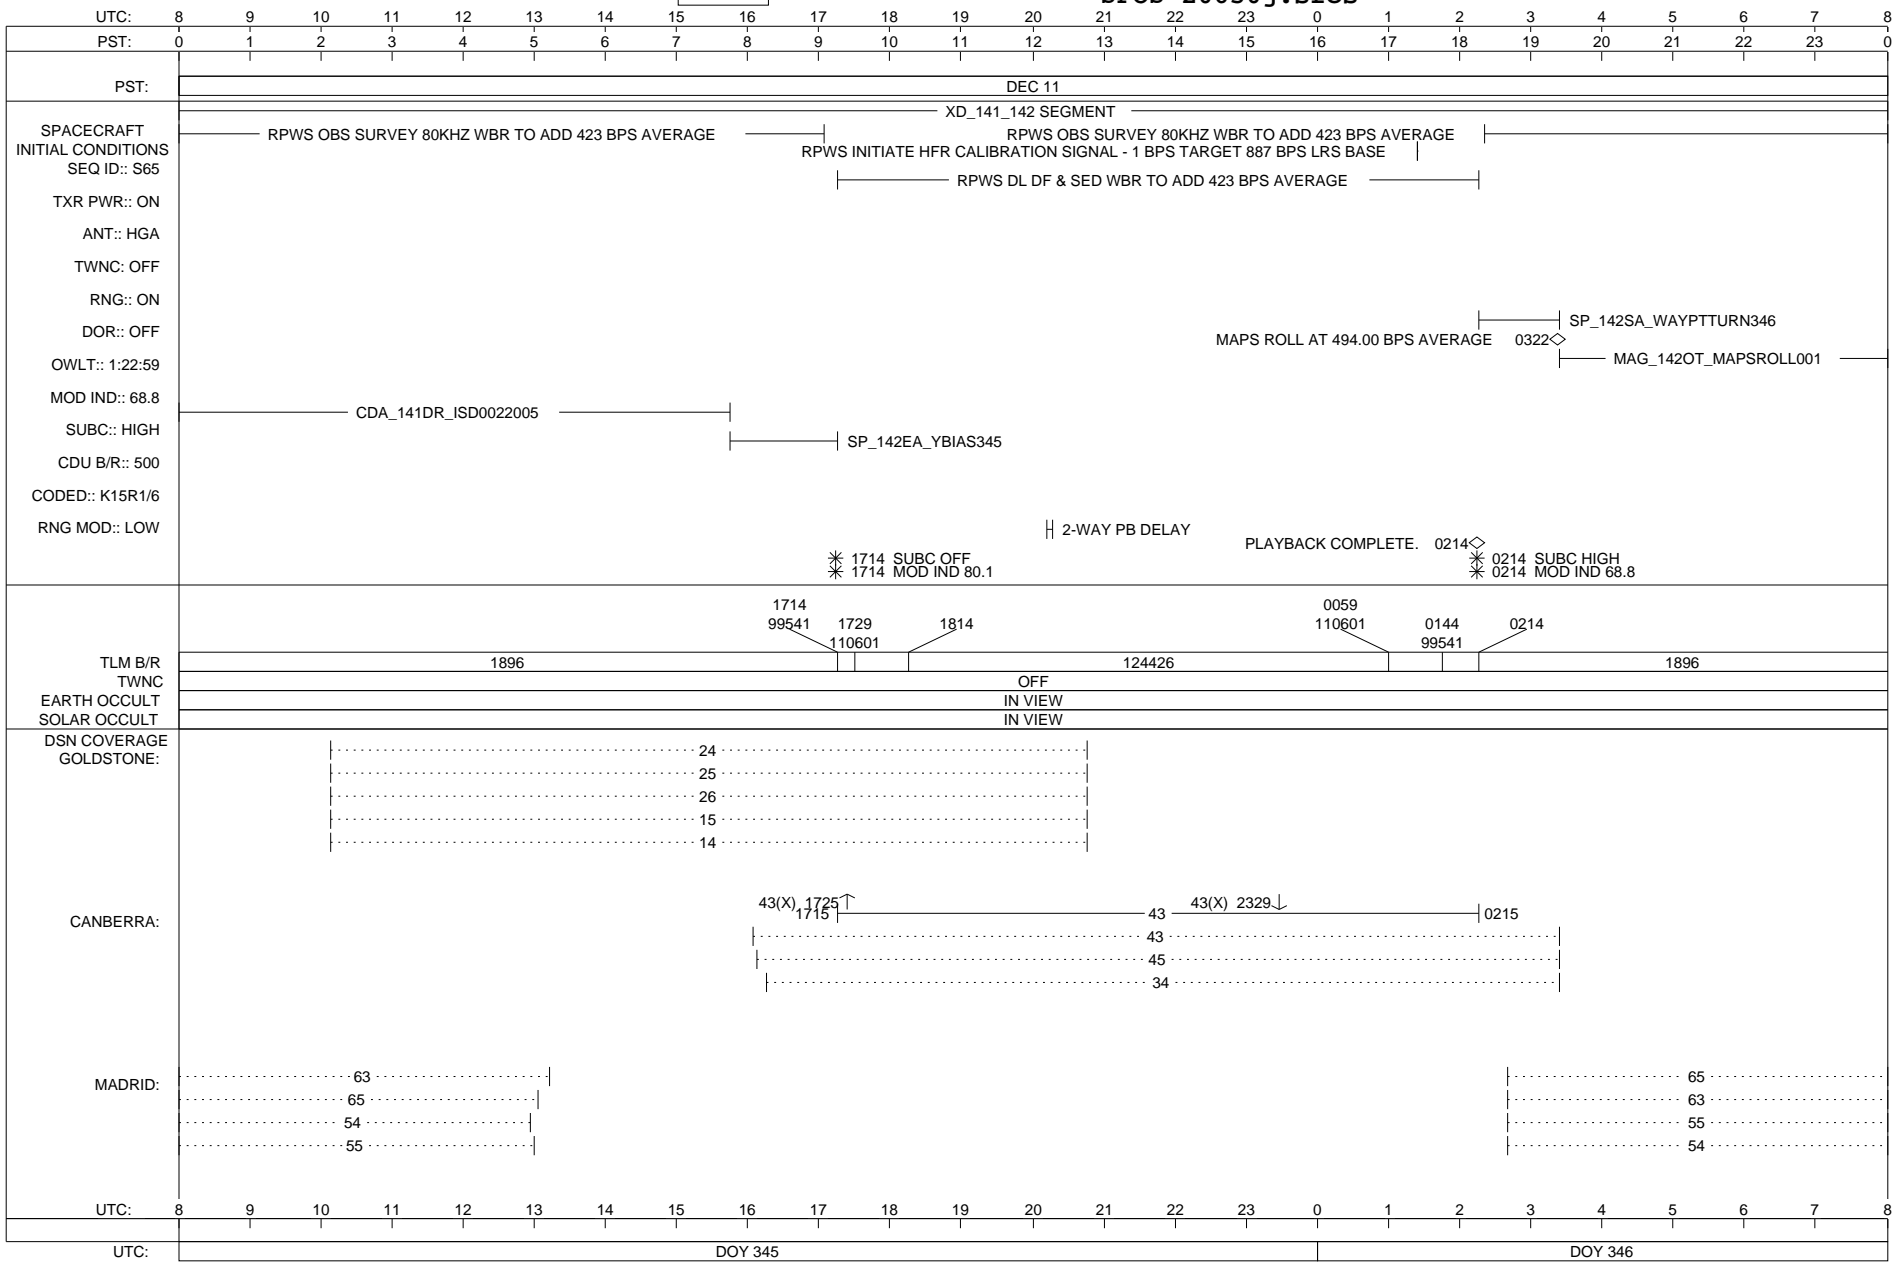 UTC: 8 9 10 11 12 13 14 15 16 17 18 19 20 21 22 23 0 1 2 3 4 5 6 7 8
PST: 0 1 2 3 4 5 6 7 8 9 10 11 12 13 14 15 16 17 18 19 20 21 22 23 0
PST: DEC 11
XD_141_142 SEGMENT
SPACECRAFT
INITIAL CONDITIONS
SEQ ID:: S65
TXR PWR:: ON
ANT:: HGA
TWNC: OFF
RNG:: ON
DOR:: OFF
OWLT:: 1:22:59
MOD IND:: 68.8
SUBC:: HIGH
CDU B/R:: 500
CODED:: K15R1/6
RNG MOD:: LOW
RPWS OBS SURVEY 80KHZ WBR TO ADD 423 BPS AVERAGE
RPWS OBS SURVEY 80KHZ WBR TO ADD 423 BPS AVERAGE
RPWS INITIATE HFR CALIBRATION SIGNAL - 1 BPS TARGET 887 BPS LRS BASE
RPWS DL DF & SED WBR TO ADD 423 BPS AVERAGE
SP_142SA_WAYPTTURN346
MAPS ROLL AT 494.00 BPS AVERAGE 0322
MAG_142OT_MAPSROLL001
CDA_141DR_ISD0022005
SP_142EA_YBIAS345
2-WAY PB DELAY
PLAYBACK COMPLETE. 0214
1714 SUBC OFF
1714 MOD IND 80.1
0214 SUBC HIGH
0214 MOD IND 68.8
1714
99541
1729
110601
1814
0059
110601
0144
99541
0214
TLM B/R 1896 124426 1896
TWNC OFF
EARTH OCCULT IN VIEW
SOLAR OCCULT IN VIEW
DSN COVERAGE
GOLDSTONE:
24
25
26
15
14
CANBERRA:
43(X) 1725
43(X) 2329
1715 43 0215
43
45
34
MADRID:
63 65
65 63
54 55
55 54
UTC: 8 9 10 11 12 13 14 15 16 17 18 19 20 21 22 23 0 1 2 3 4 5 6 7 8
UTC: DOY 345 DOY 346